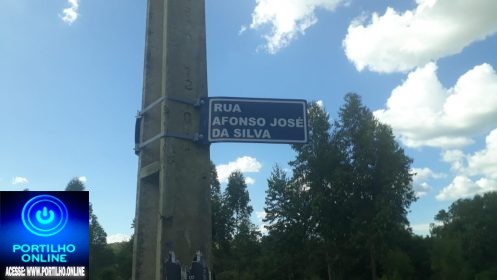 RUA
AFONSO JOSÉ
DA SILVA
PORTILHO
ONLINE
ACESSE: WWW.PORTILHO.ONLINE